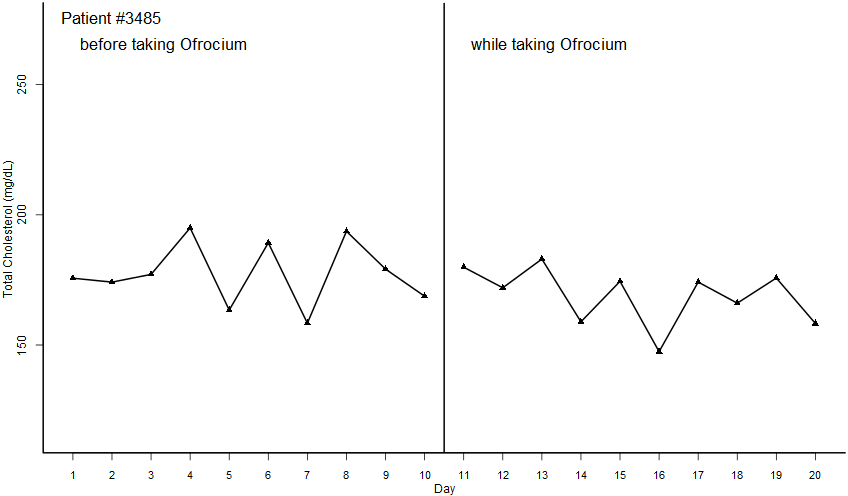 Patient #3485
before taking Ofrocium
while taking Ofrocium
Total Cholesterol (mg/dL)
250
200
150
1 2 3 4 5 6 7 8 9 10 11 12 13 14 15 16 17 18 19 20
Day